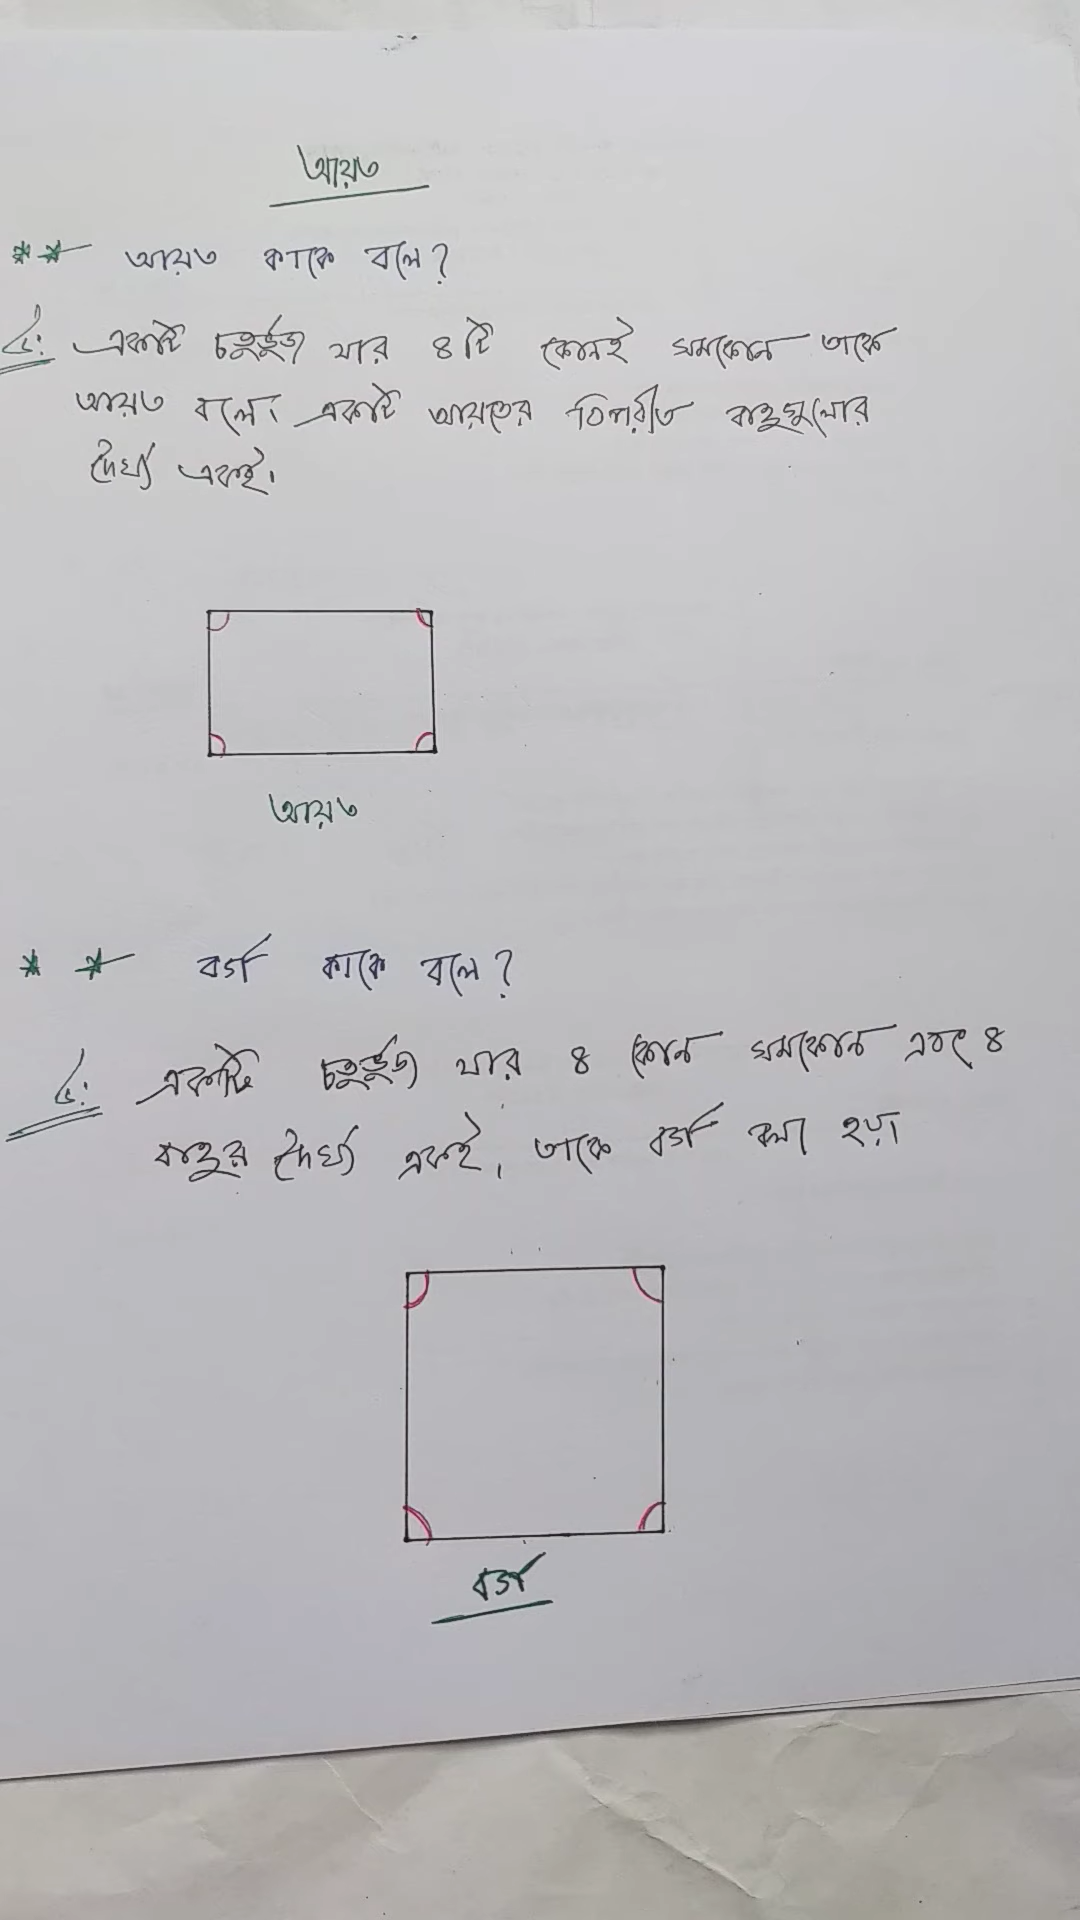 আয়ত
** আয়ত কাকে বলে?
উ: একটি চতুর্ভুজ যার ৪টি কোনই সমকোন তাকে
আয়ত বলে। একটি আয়তের বিপরীত বাহুগুলোর
দৈর্ঘ্য একই।
আয়ত
** বর্গ কাকে বলে?
উ: একটি চতুর্ভুজ যার ৪ কোন সমকোন এবং ৪
বাহুর দৈর্ঘ্য একই, তাকে বর্গ বলা হয়।
বর্গ